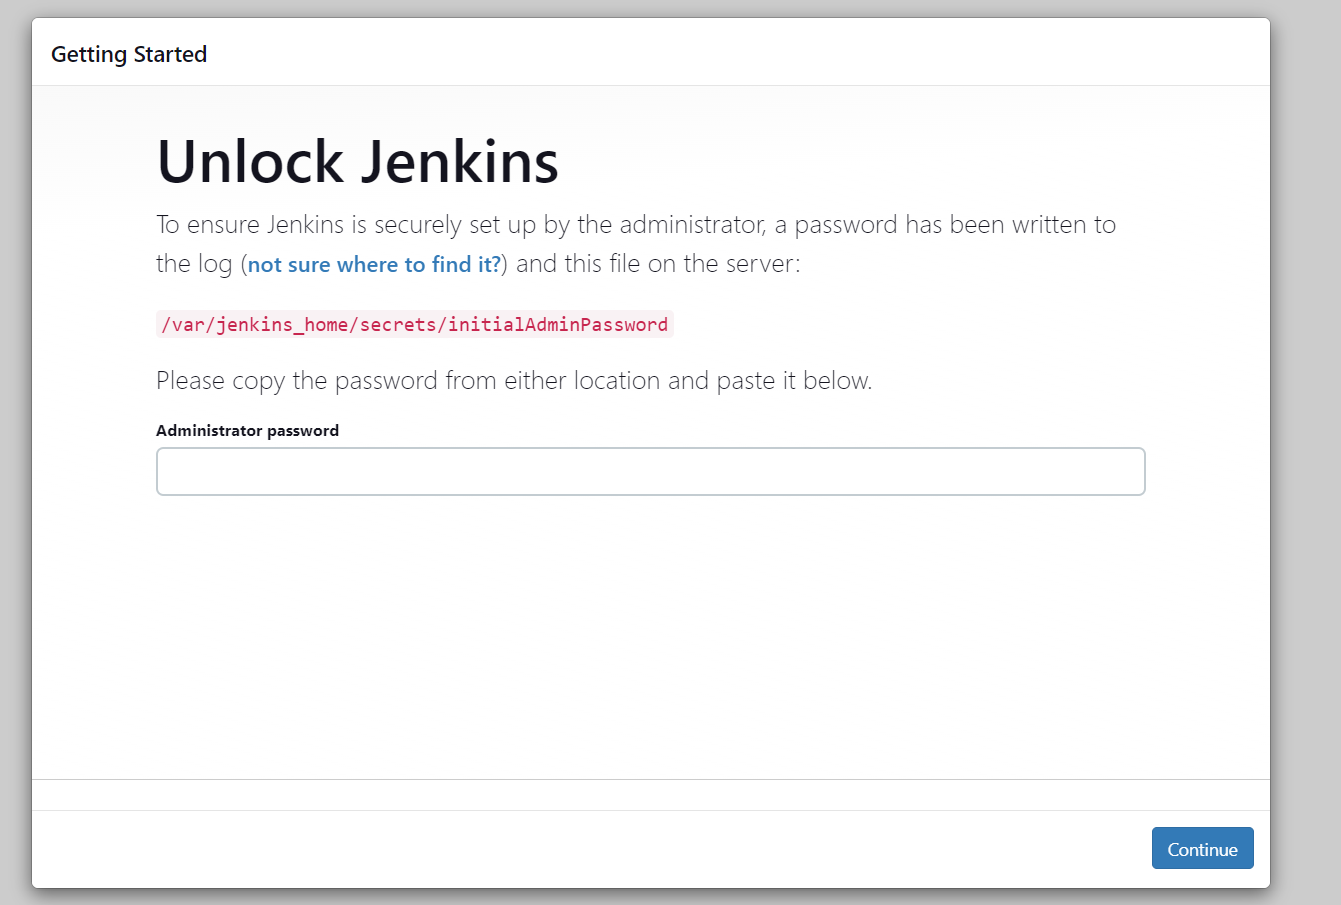 Getting Started
Unlock Jenkins
To ensure Jenkins is securely set up by the administrator, a password has been written to
the log (not sure where to find it?) and this file on the server:
/var/jenkins_home/secrets/initialAdminPassword
Please copy the password from either location and paste it below.
Administrator password
Continue